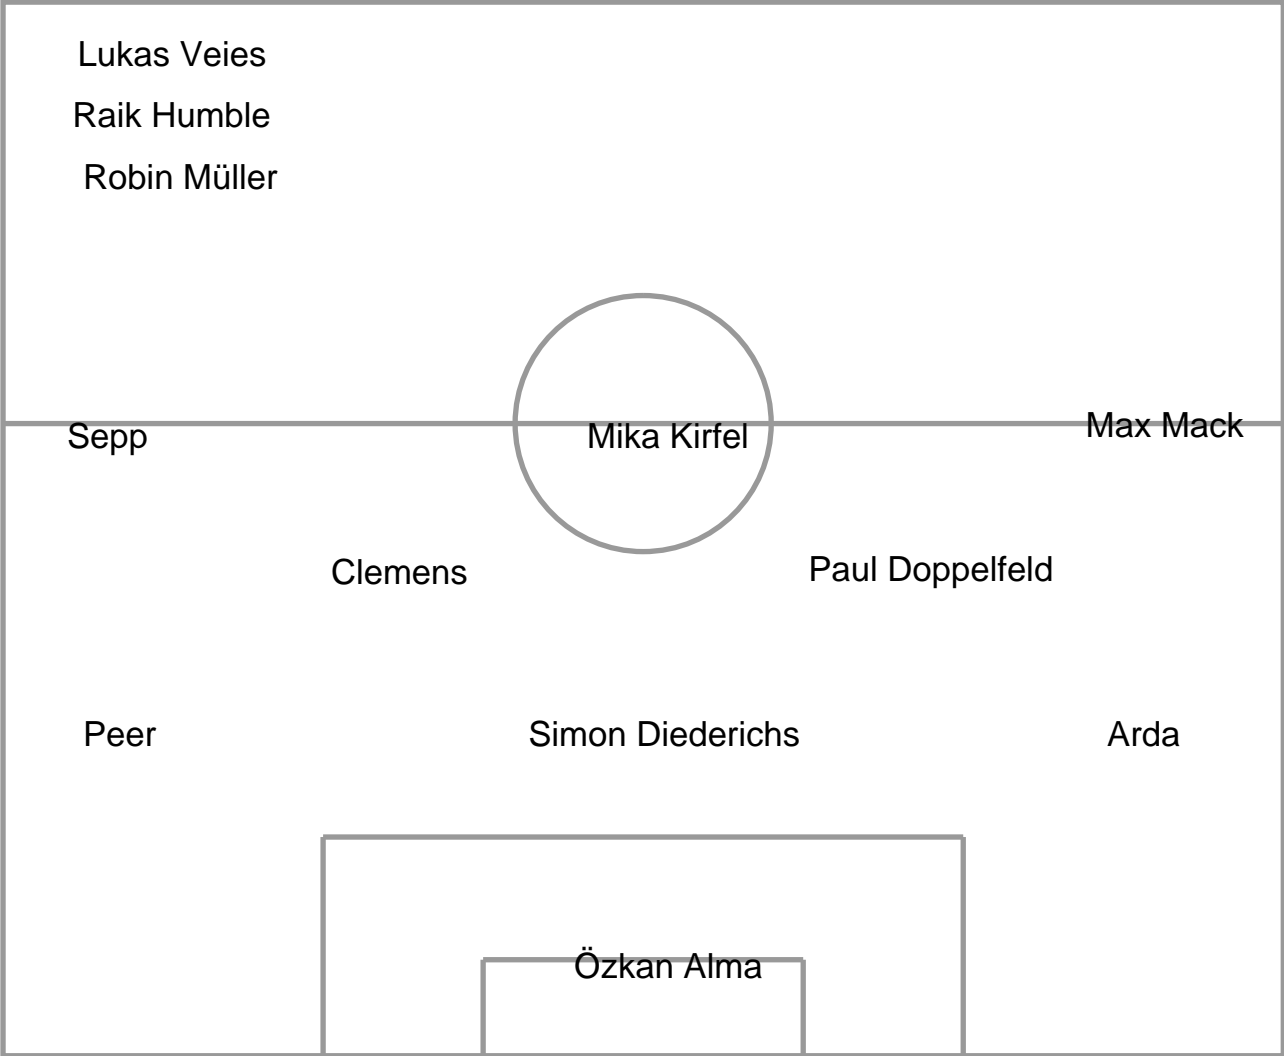 Lukas Veies
Raik Humble
Robin Müller
Sepp
Mika Kirfel
Max Mack
Clemens
Paul Doppelfeld
Peer
Simon Diederichs
Arda
Özkan Alma